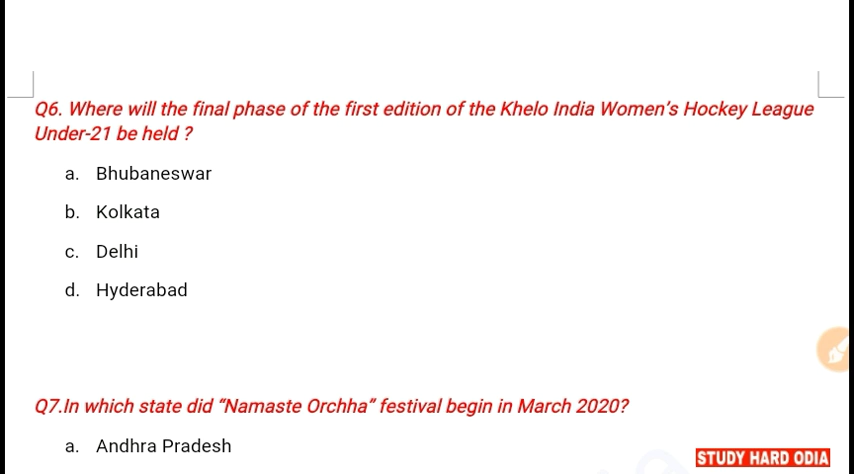 Q6. Where will the final phase of the first edition of the Khelo India Women's Hockey League
Under-21 be held ?
a. Bhubaneswar
b. Kolkata
c. Delhi
d. Hyderabad
Q7.In which state did “Namaste Orchha” festival begin in March 2020?
a. Andhra Pradesh
STUDY HARD ODIA